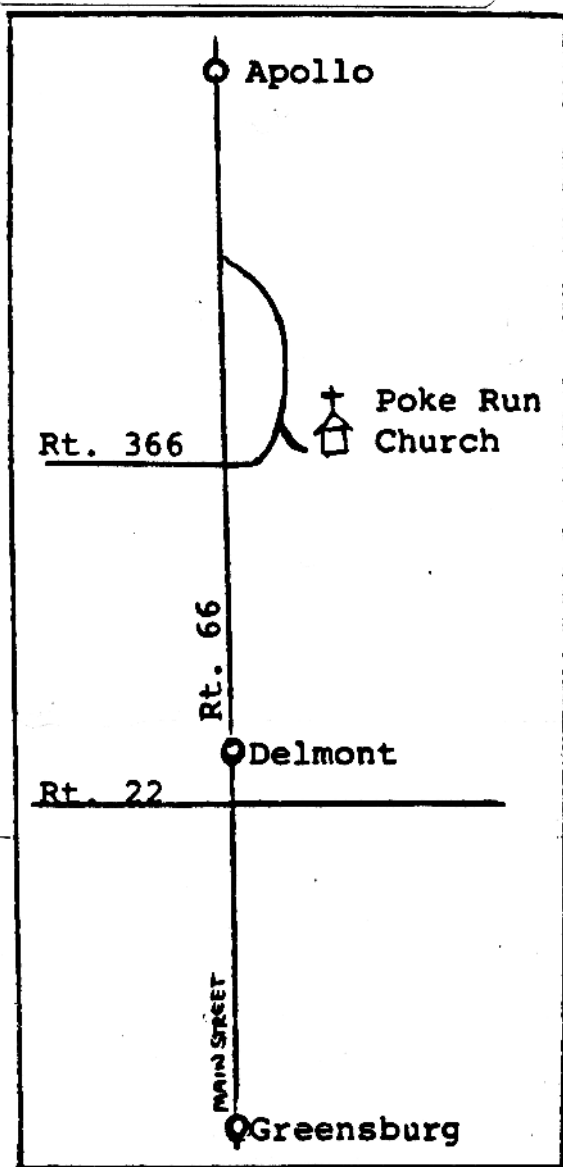 Apollo
Poke Run
Church
Rt. 366
Rt. 66
Delmont
Rt. 22
MAIN STREET
Greensburg